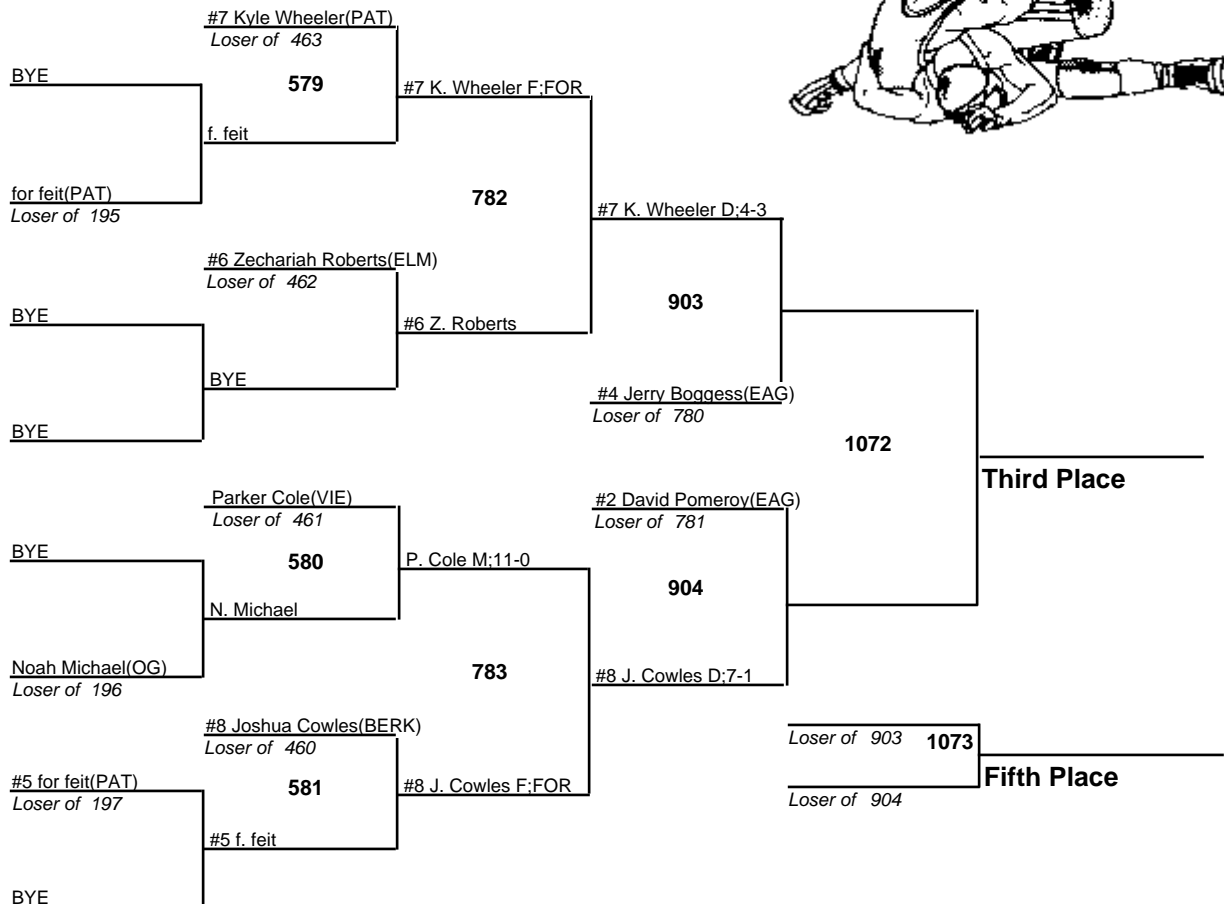 #7 Kyle Wheeler(PAT)
Loser of 463
BYE
579
#7 K. Wheeler F;FOR
f. feit
for feit(PAT)
Loser of 195
782
#7 K. Wheeler D;4-3
#6 Zechariah Roberts(ELM)
Loser of 462
903
BYE
#6 Z. Roberts
BYE
#4 Jerry Boggess(EAG)
Loser of 780
BYE
1072
Third Place
Parker Cole(VIE)
Loser of 461
#2 David Pomeroy(EAG)
Loser of 781
BYE
580
P. Cole M;11-0
904
N. Michael
Noah Michael(OG)
Loser of 196
783
#8 J. Cowles D;7-1
#8 Joshua Cowles(BERK)
Loser of 460
Loser of 903
1073
#5 for feit(PAT)
Loser of 197
581
#8 J. Cowles F;FOR
Fifth Place
Loser of 904
#5 f. feit
BYE